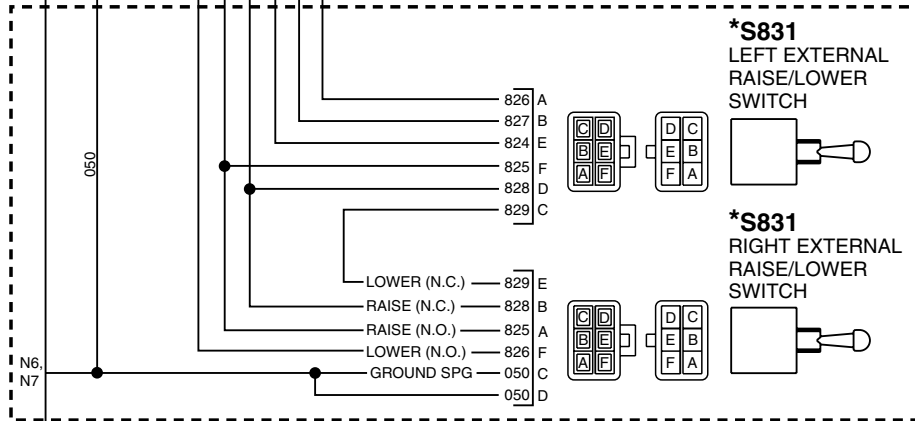 *S831
LEFT EXTERNAL
RAISE/LOWER
SWITCH
826 A
827 B
824 E
825 F
828 D
829 C
C D
B E
A F
D C
E B
F A
050
*S831
RIGHT EXTERNAL
RAISE/LOWER
SWITCH
LOWER (N.C.) 829 E
RAISE (N.C.) 828 B
RAISE (N.O.) 825 A
LOWER (N.O.) 826 F
GROUND SPG 050 C
050 D
C D
B E
A F
D C
E B
F A
N6,
N7